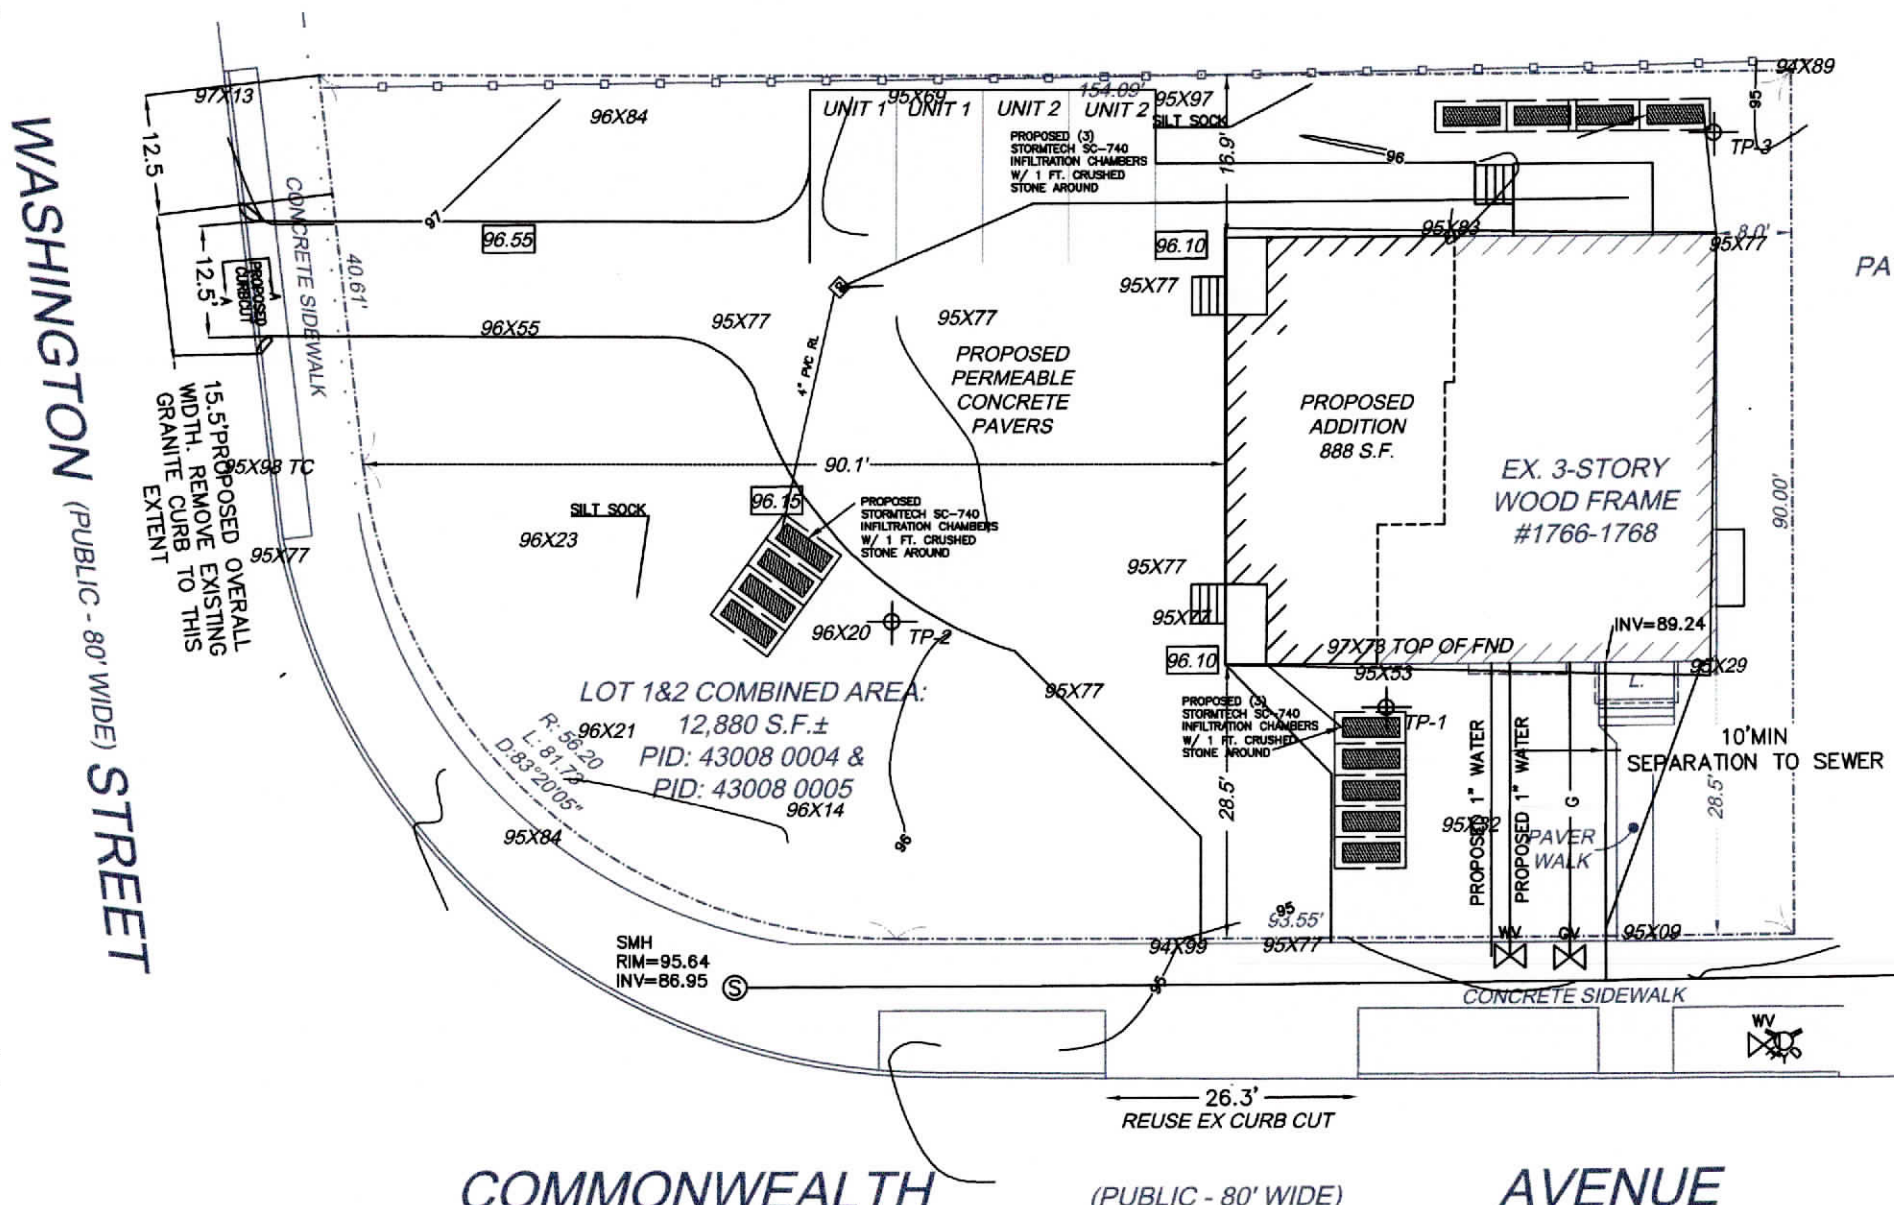 97X13
96X84
154.09'
95X69
UNIT 1
UNIT 1
UNIT 2
UNIT 2
95X97
SILT SOCK
94X89
95
TP-3
PROPOSED (3)
STORMTECH SC-740
INFILTRATION CHAMBERS
W/ 1 FT. CRUSHED
STONE AROUND
16.9'
96
12.5
CONCRETE SIDEWALK
97
96.55
96.10
95X83
95X77
8.0'
PA
12.5'
PROPOSED
CURBCUT
A
A
40.61'
95X77
96X55
95X77
95X77
4" PVC RL
PROPOSED
PERMEABLE
CONCRETE
PAVERS
PROPOSED
ADDITION
888 S.F.
EX. 3-STORY
WOOD FRAME
#1766-1768
90.00'
WASHINGTON (PUBLIC - 80' WIDE) STREET
15.5'PROPOSED OVERALL
WIDTH. REMOVE EXISTING
GRANITE CURB TO THIS
EXTENT
95X98 TC
90.1'
96.15
SILT SOCK
96X23
95X77
PROPOSED
STORMTECH SC-740
INFILTRATION CHAMBERS
W/ 1 FT. CRUSHED
STONE AROUND
95X77
95X77
96X20
TP-2
96.10
97X73 TOP OF FND
INV=89.24
95X53
95X29
L.
LOT 1&2 COMBINED AREA:
12,880 S.F.±
PID: 43008 0004 &
PID: 43008 0005
95X77
R: 56.20
L: 81.73
D:83°20'05"
96X21
96X14
95X84
96
PROPOSED (3)
STORMTECH SC-740
INFILTRATION CHAMBERS
W/ 1 FT. CRUSHED
STONE AROUND
TP-1
28.5'
PROPOSED 1" WATER
PROPOSED 1" WATER
G
10'MIN
SEPARATION TO SEWER
28.5'
95X32
PAVER
WALK
95
93.55'
94X99
95X77
WV
GV
95X09
SMH
RIM=95.64
INV=86.95
S
95
CONCRETE SIDEWALK
WV
HYD
26.3'
REUSE EX CURB CUT
COMMONWEALTH (PUBLIC - 80' WIDE) AVENUE